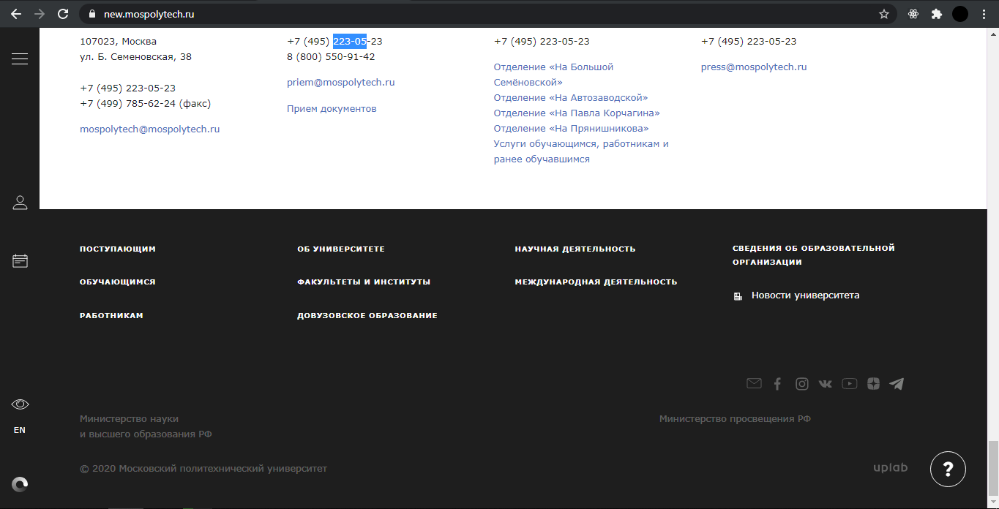 new.mospolytech.ru
107023, Москва
ул. Б. Семеновская, 38
+7 (495) 223-05-23
+7 (499) 785-62-24 (факс)
mospolytech@mospolytech.ru
+7 (495) 223-05-23
8 (800) 550-91-42
priem@mospolytech.ru
Прием документов
+7 (495) 223-05-23
Отделение «На Большой
Семёновской»
Отделение «На Автозаводской»
Отделение «На Павла Корчагина»
Отделение «На Прянишникова»
Услуги обучающимся, работникам и
ранее обучавшимся
+7 (495) 223-05-23
press@mospolytech.ru
ПОСТУПАЮЩИМ
ОБУЧАЮЩИМСЯ
РАБОТНИКАМ
ОБ УНИВЕРСИТЕТЕ
ФАКУЛЬТЕТЫ И ИНСТИТУТЫ
ДОВУЗОВСКОЕ ОБРАЗОВАНИЕ
НАУЧНАЯ ДЕЯТЕЛЬНОСТЬ
МЕЖДУНАРОДНАЯ ДЕЯТЕЛЬНОСТЬ
СВЕДЕНИЯ ОБ ОБРАЗОВАТЕЛЬНОЙ
ОРГАНИЗАЦИИ
Новости университета
EN
Министерство науки
и высшего образования РФ
Министерство просвещения РФ
© 2020 Московский политехнический университет
uplab
?